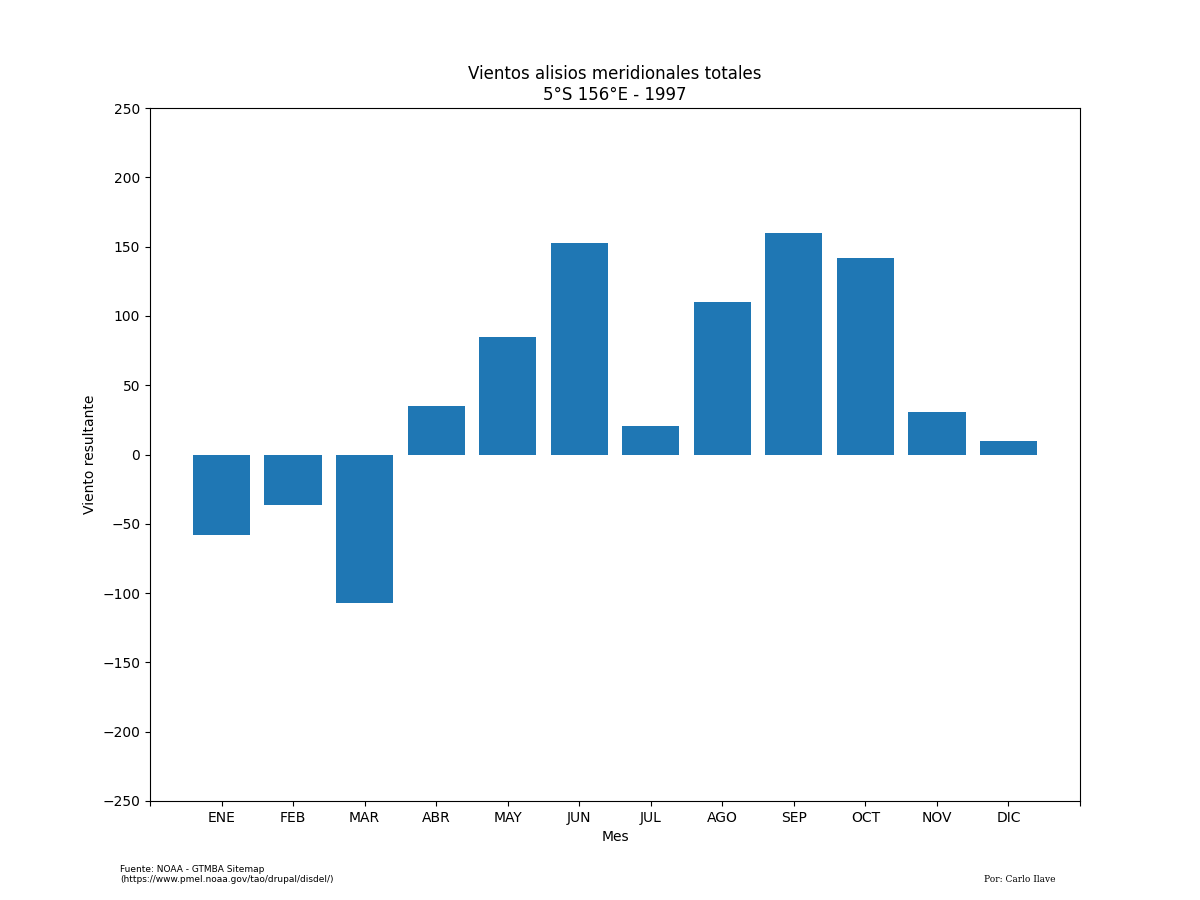 Vientos alisios meridionales totales
5°S 156°E - 1997
250
200
150
100
50
0
−50
−100
−150
−200
−250
Viento resultante
ENE FEB MAR ABR MAY JUN JUL AGO SEP OCT NOV DIC
Mes
Fuente: NOAA - GTMBA Sitemap
(https://www.pmel.noaa.gov/tao/drupal/disdel/)
Por: Carlo Ilave